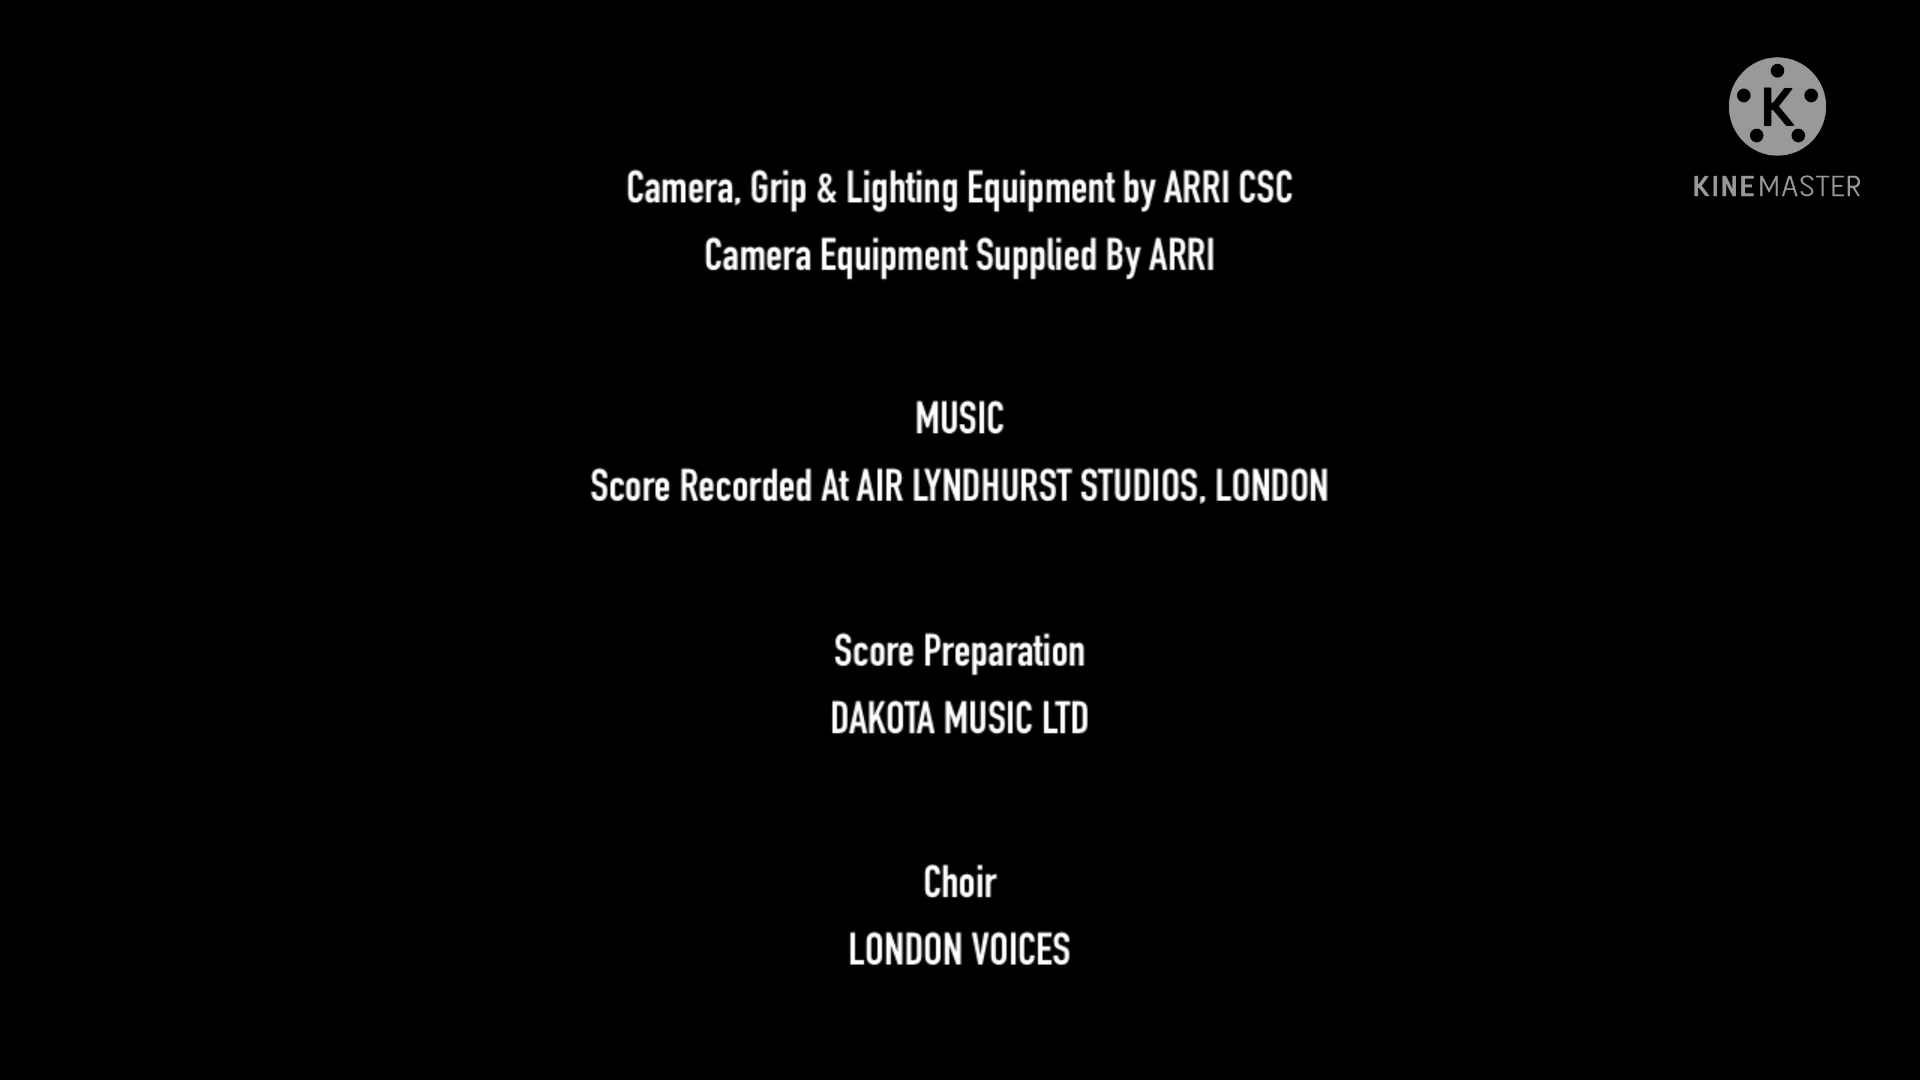 K
KINEMASTER
Camera, Grip & Lighting Equipment by ARRI CSC
Camera Equipment Supplied By ARRI
MUSIC
Score Recorded At AIR LYNDHURST STUDIOS, LONDON
Score Preparation
DAKOTA MUSIC LTD
Choir
LONDON VOICES